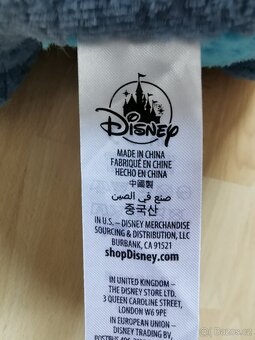 Disney
MADE IN CHINA
FABRIQUÉ EN CHINE
HECHO EN CHINA
中國製
صنع في الصين
중국산
IN U.S. – DISNEY MERCHANDISE
SOURCING & DISTRIBUTION, LLC
BURBANK, CA 91521
shopDisney.com
IN UNITED KINGDOM –
THE DISNEY STORE LTD.
3 QUEEN CAROLINE STREET,
LONDON W6 9PE
IN EUROPEAN UNION –
DISNEY TRADING